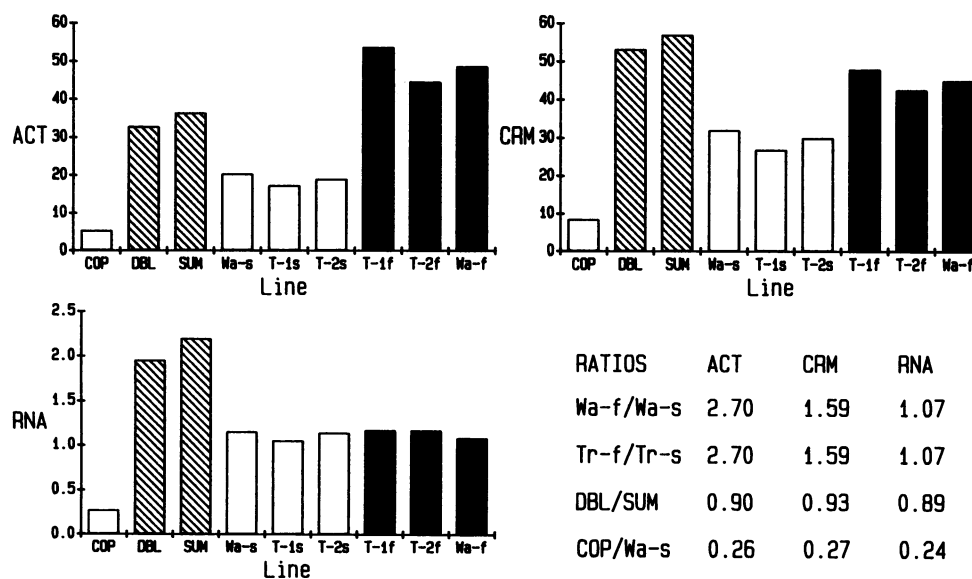 60
50
40
30
20
10
0
ACT
COP DBL SUM Wa-s T-1s T-2s T-1f T-2f Wa-f
Line
60
50
40
30
20
10
0
CRM
COP DBL SUM Wa-s T-1s T-2s T-1f T-2f Wa-f
Line
2.5
2.0
1.5
1.0
0.5
0.0
RNA
COP DBL SUM Wa-s T-1s T-2s T-1f T-2f Wa-f
Line
RATIOS ACT CRM RNA
Wa-f/Wa-s 2.70 1.59 1.07
Tr-f/Tr-s 2.70 1.59 1.07
DBL/SUM 0.90 0.93 0.89
COP/Wa-s 0.26 0.27 0.24